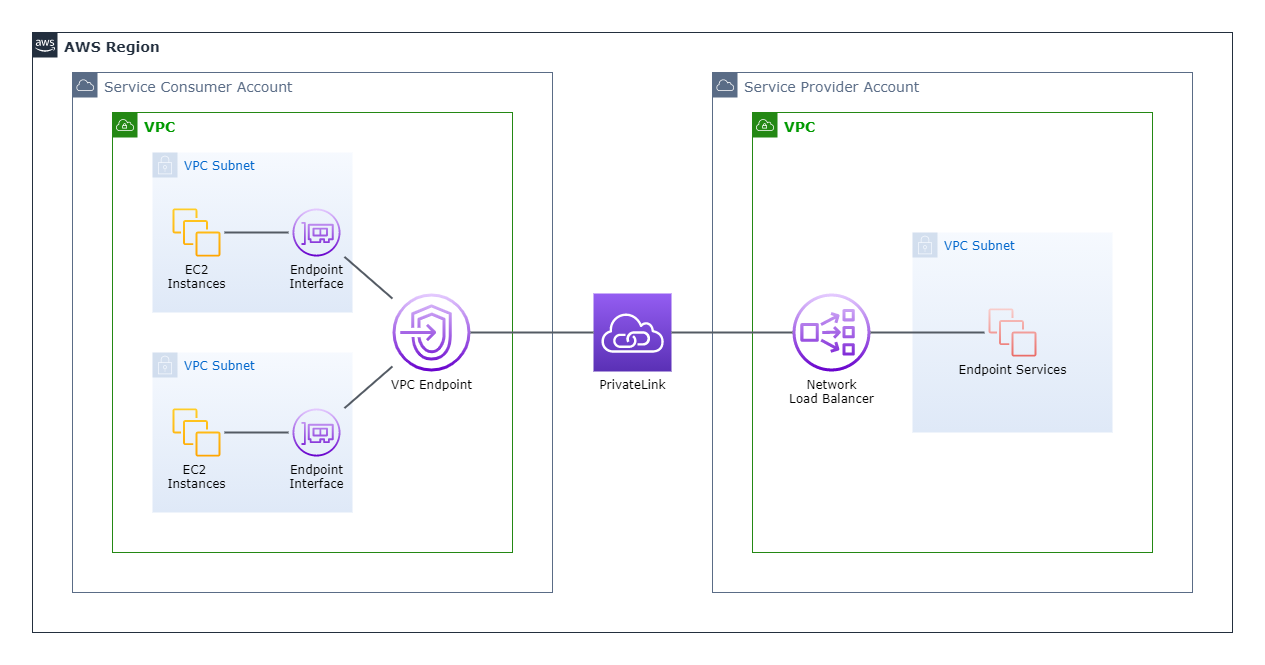 aws
AWS Region
Service Consumer Account
VPC
VPC Subnet
EC2
Instances
Endpoint
Interface
VPC Subnet
EC2
Instances
Endpoint
Interface
VPC Endpoint
PrivateLink
Service Provider Account
VPC
Network
Load Balancer
VPC Subnet
Endpoint Services